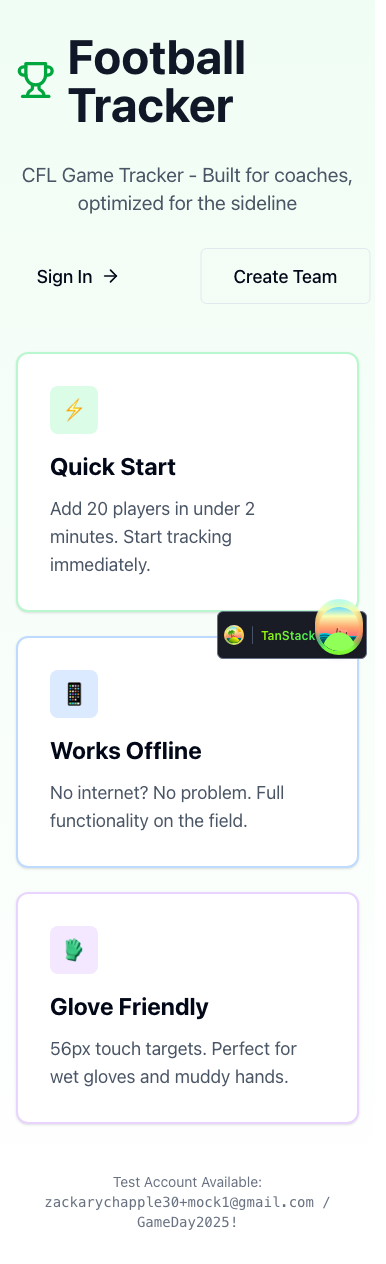 Football
Tracker
CFL Game Tracker - Built for coaches,
optimized for the sideline
Sign In →
Create Team
Quick Start
Add 20 players in under 2
minutes. Start tracking
immediately.
TanStack
Works Offline
No internet? No problem. Full
functionality on the field.
Glove Friendly
56px touch targets. Perfect for
wet gloves and muddy hands.
Test Account Available:
zackarychapple30+mock1@gmail.com /
GameDay2025!